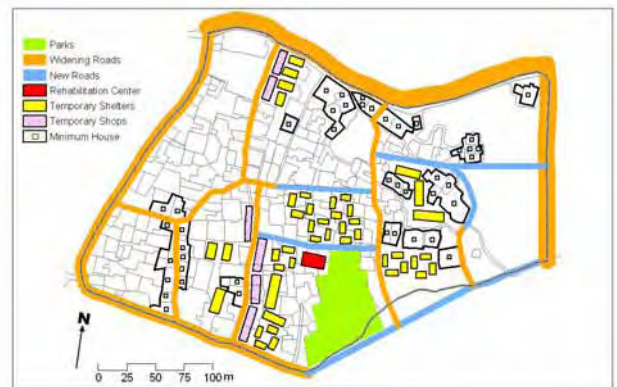 Parks
Widening Roads
New Roads
Rehabilitation Center
Temporary Shelters
Temporary Shops
Minimum House
N
0 25 50 75 100 m